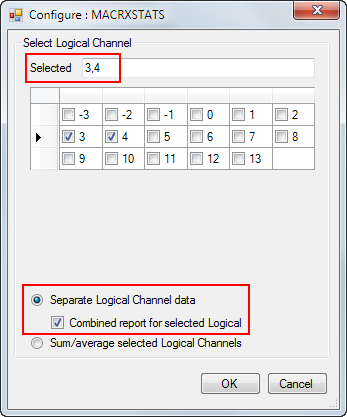 Configure : MACRXSTATS
Select Logical Channel
Selected 3,4
-3 -2 -1 0 1 2
3 4 5 6 7 8
9 10 11 12 13
Separate Logical Channel data
Combined report for selected Logical
Sum/average selected Logical Channels
OK Cancel